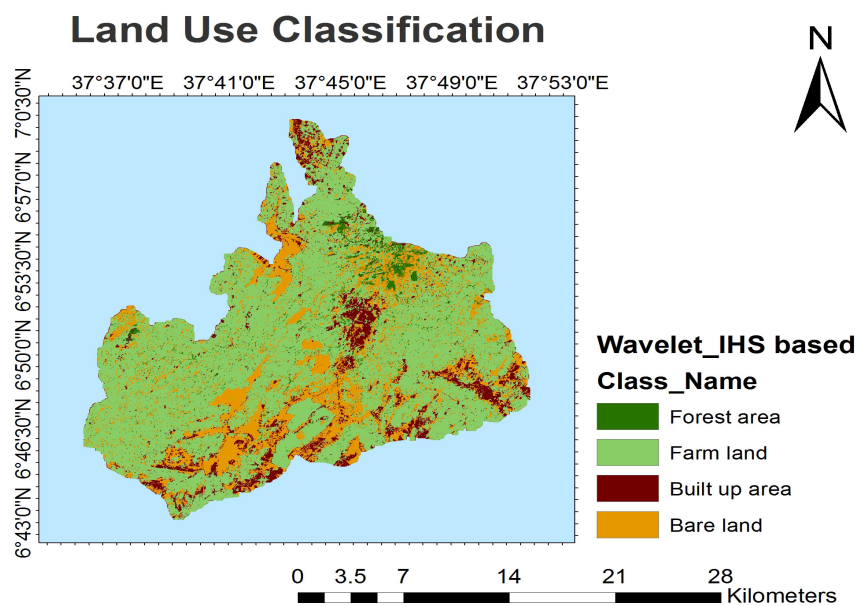 Land Use Classification
N
37°37'0"E 37°41'0"E 37°45'0"E 37°49'0"E 37°53'0"E
7°0'30"N
6°57'0"N
6°53'30"N
6°50'0"N
6°46'30"N
6°43'0"N
Wavelet_IHS based
Class_Name
Forest area
Farm land
Built up area
Bare land
0 3.5 7 14 21 28
Kilometers